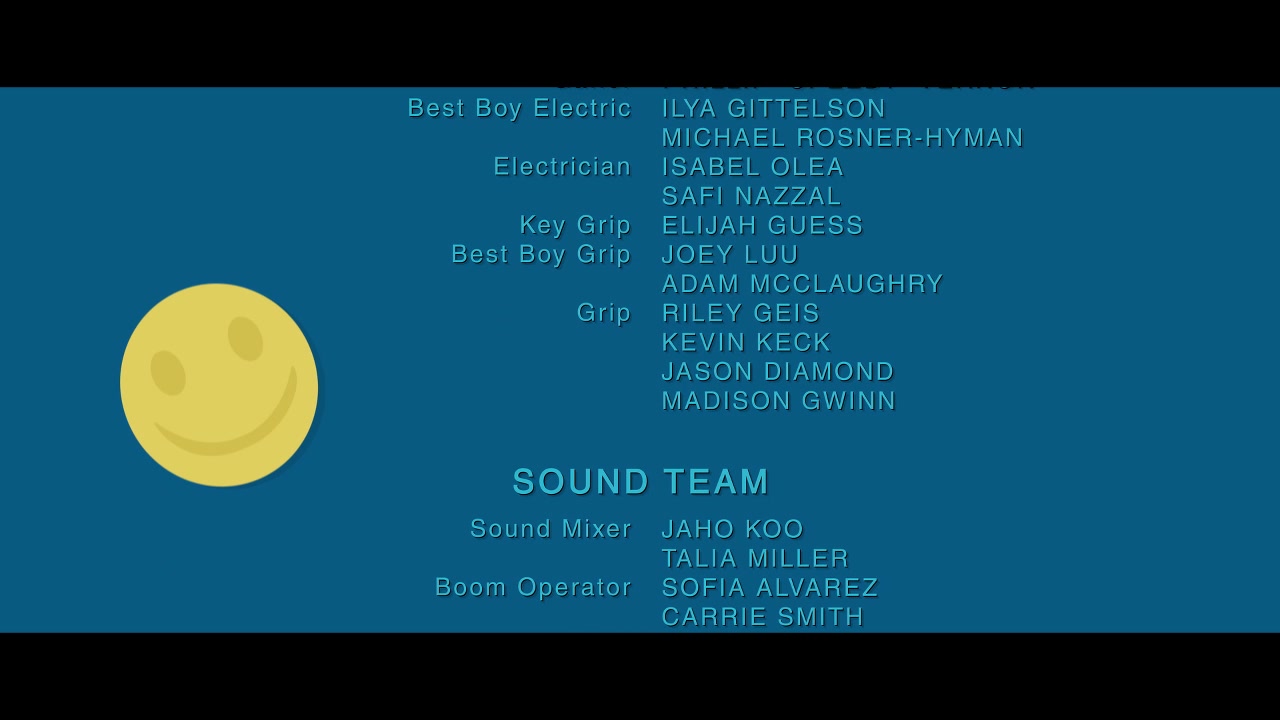 Best Boy Electric ILYA GITTELSON
MICHAEL ROSNER-HYMAN
Electrician ISABEL OLEA
SAFI NAZZAL
Key Grip ELIJAH GUESS
Best Boy Grip JOEY LUU
ADAM MCCLAUGHRY
Grip RILEY GEIS
KEVIN KECK
JASON DIAMOND
MADISON GWINN
SOUND TEAM
Sound Mixer JAHO KOO
TALIA MILLER
Boom Operator SOFIA ALVAREZ
CARRIE SMITH